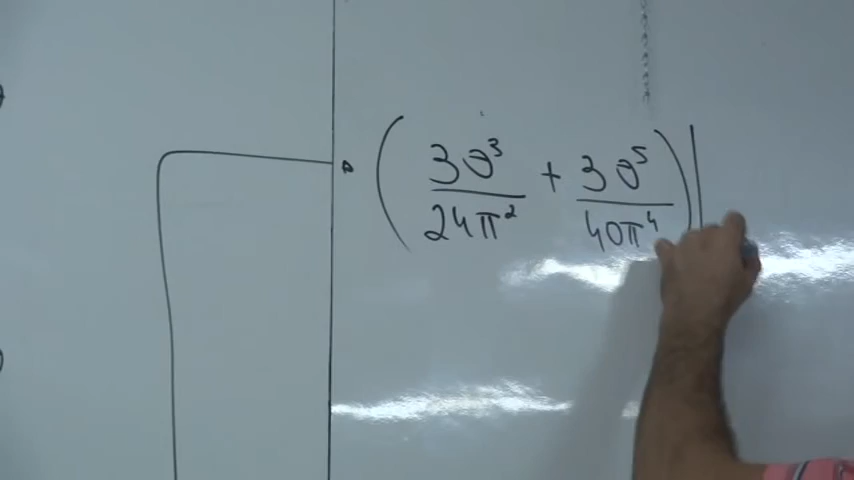 ( 3θ³ / 24π² + 3θ⁵ / 40π⁴ ) |